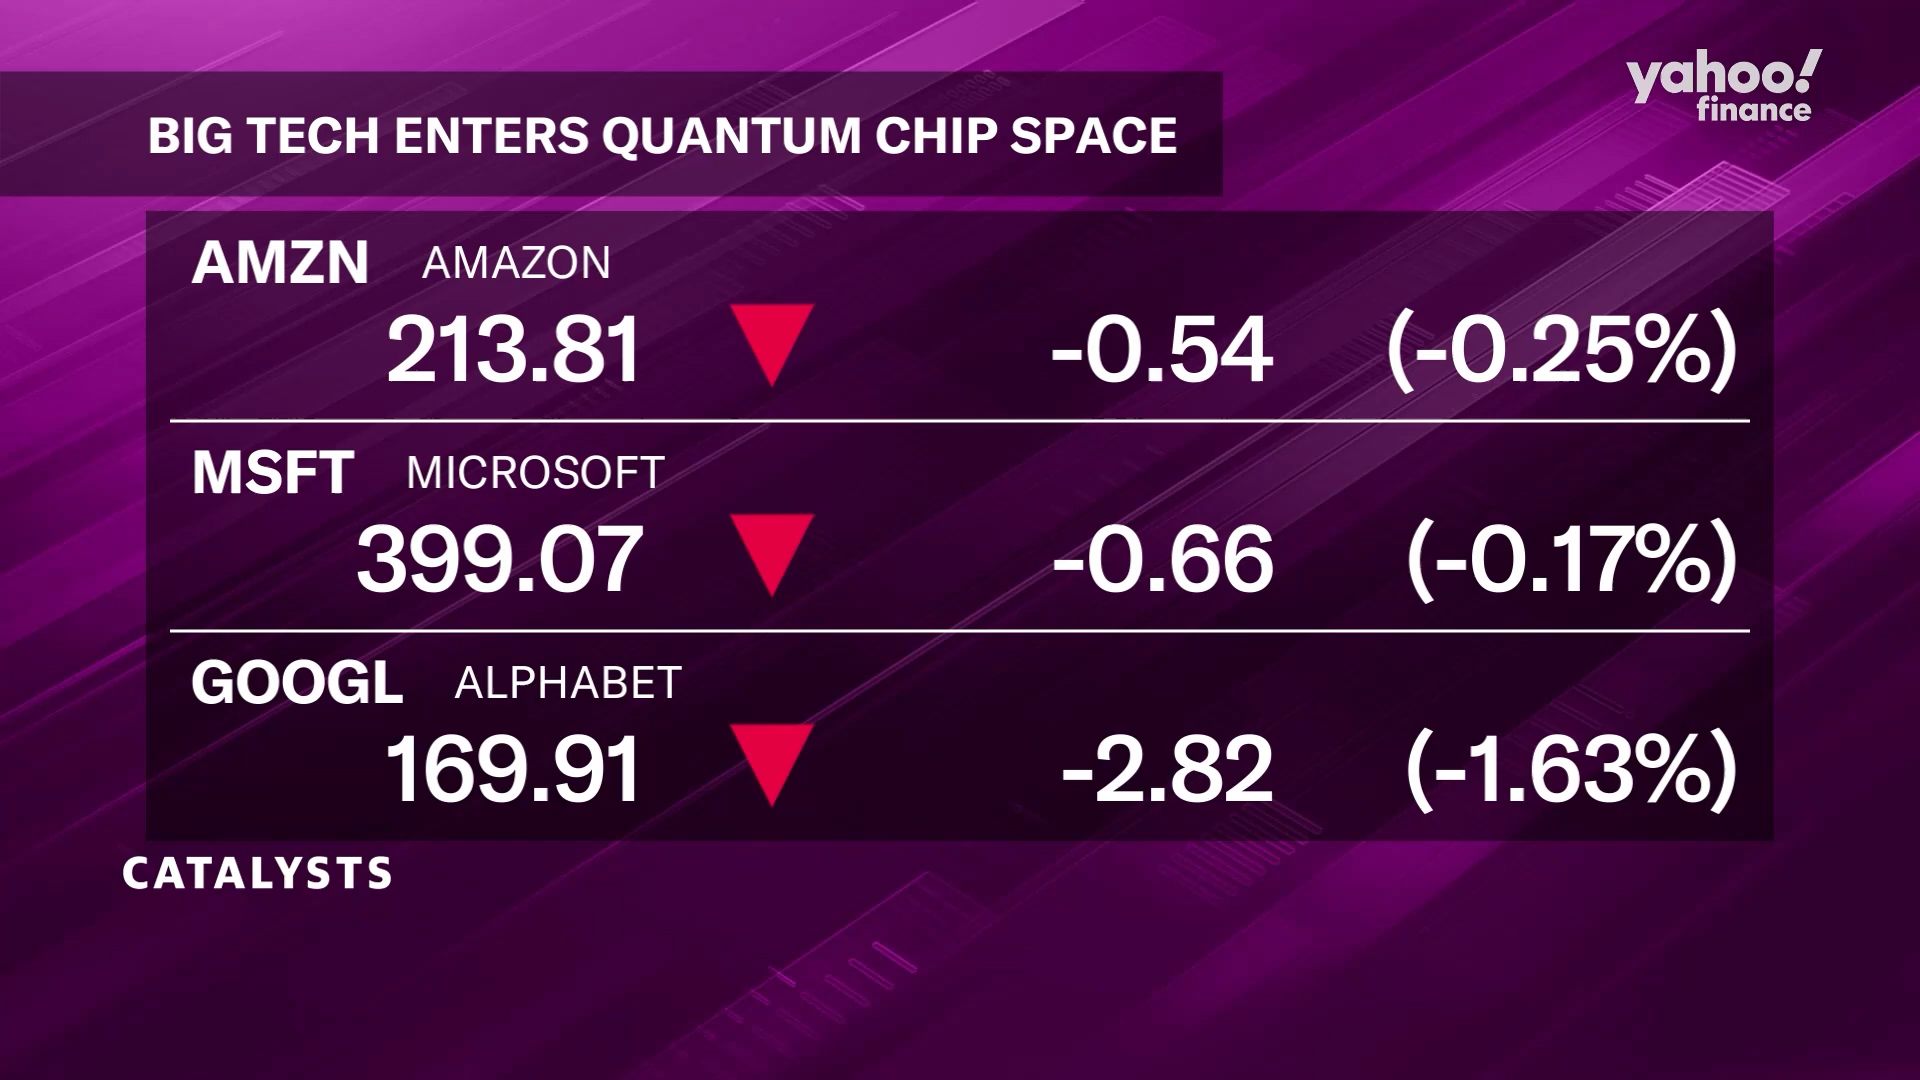 yahoo!
finance
BIG TECH ENTERS QUANTUM CHIP SPACE
AMZN AMAZON
213.81 -0.54 (-0.25%)
MSFT MICROSOFT
399.07 -0.66 (-0.17%)
GOOGL ALPHABET
169.91 -2.82 (-1.63%)
CATALYSTS